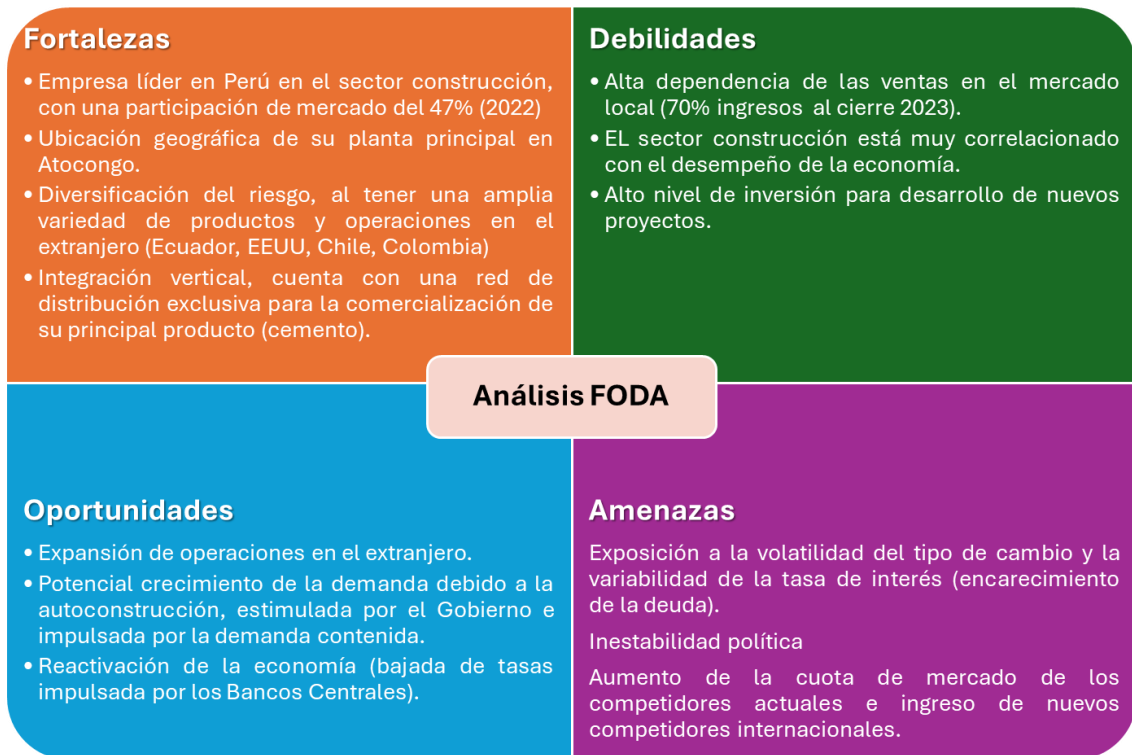 Fortalezas
• Empresa líder en Perú en el sector construcción,
con una participación de mercado del 47% (2022)
• Ubicación geográfica de su planta principal en
Atocongo.
• Diversificación del riesgo, al tener una amplia
variedad de productos y operaciones en el
extranjero (Ecuador, EEUU, Chile, Colombia)
• Integración vertical, cuenta con una red de
distribución exclusiva para la comercialización de
su principal producto (cemento).
Debilidades
• Alta dependencia de las ventas en el mercado
local (70% ingresos al cierre 2023).
• EL sector construcción está muy correlacionado
con el desempeño de la economía.
• Alto nivel de inversión para desarrollo de nuevos
proyectos.
Análisis FODA
Oportunidades
• Expansión de operaciones en el extranjero.
• Potencial crecimiento de la demanda debido a la
autoconstrucción, estimulada por el Gobierno e
impulsada por la demanda contenida.
• Reactivación de la economía (bajada de tasas
impulsada por los Bancos Centrales).
Amenazas
Exposición a la volatilidad del tipo de cambio y la
variabilidad de la tasa de interés (encarecimiento
de la deuda).
Inestabilidad política
Aumento de la cuota de mercado de los
competidores actuales e ingreso de nuevos
competidores internacionales.